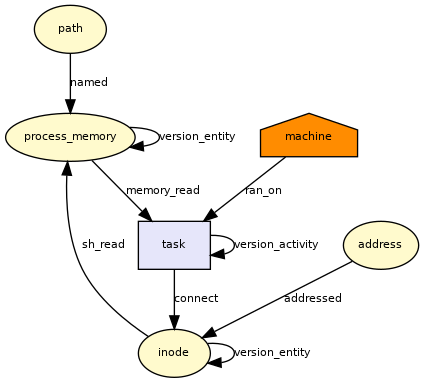 path
named
process_memory
version_entity
machine
memory_read
ran_on
sh_read
task
version_activity
address
connect
addressed
inode
version_entity